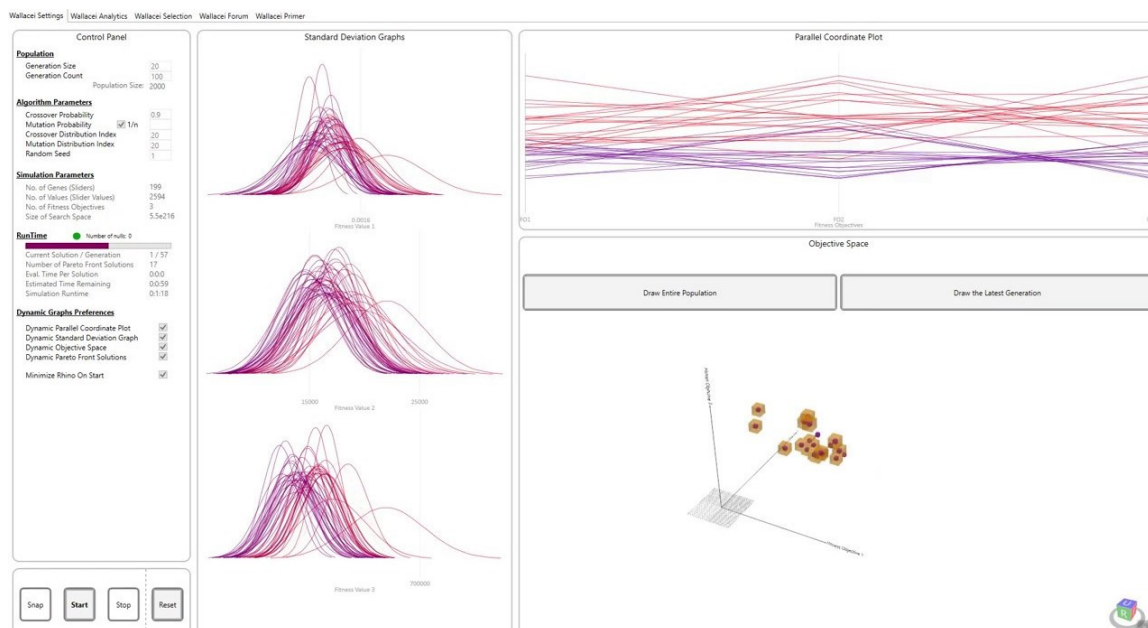 Wallacei Settings
Wallacei Analytics
Wallacei Selection
Wallacei Forum
Wallacei Primer
Control Panel
Population
Generation Size 20
Generation Count 100
Population Size: 2000
Algorithm Parameters
Crossover Probability 0.9
Mutation Probability 1/n
Crossover Distribution Index 20
Mutation Distribution Index 20
Random Seed 1
Simulation Parameters
No. of Genes (Sliders) 199
No. of Values (Slider Values) 2594
No. of Fitness Objectives 3
Size of Search Space 5.5e216
RunTime Number of nulls: 0
Current Solution / Generation 1 / 57
Number of Pareto Front Solutions 17
Eval. Time Per Solution 0:0:0
Estimated Time Remaining 0:0:59
Simulation Runtime 0:1:18
Dynamic Graphs Preferences
Dynamic Parallel Coordinate Plot
Dynamic Standard Deviation Graph
Dynamic Objective Space
Dynamic Pareto Front Solutions
Minimize Rhino On Start
Snap
Start
Stop
Reset
Standard Deviation Graphs
0.0016
Fitness Value 1
15000 25000
Fitness Value 2
700000
Fitness Value 3
Parallel Coordinate Plot
FO1 FO2
Fitness Objectives
Objective Space
Draw Entire Population
Draw the Latest Generation
Fitness Objective 1